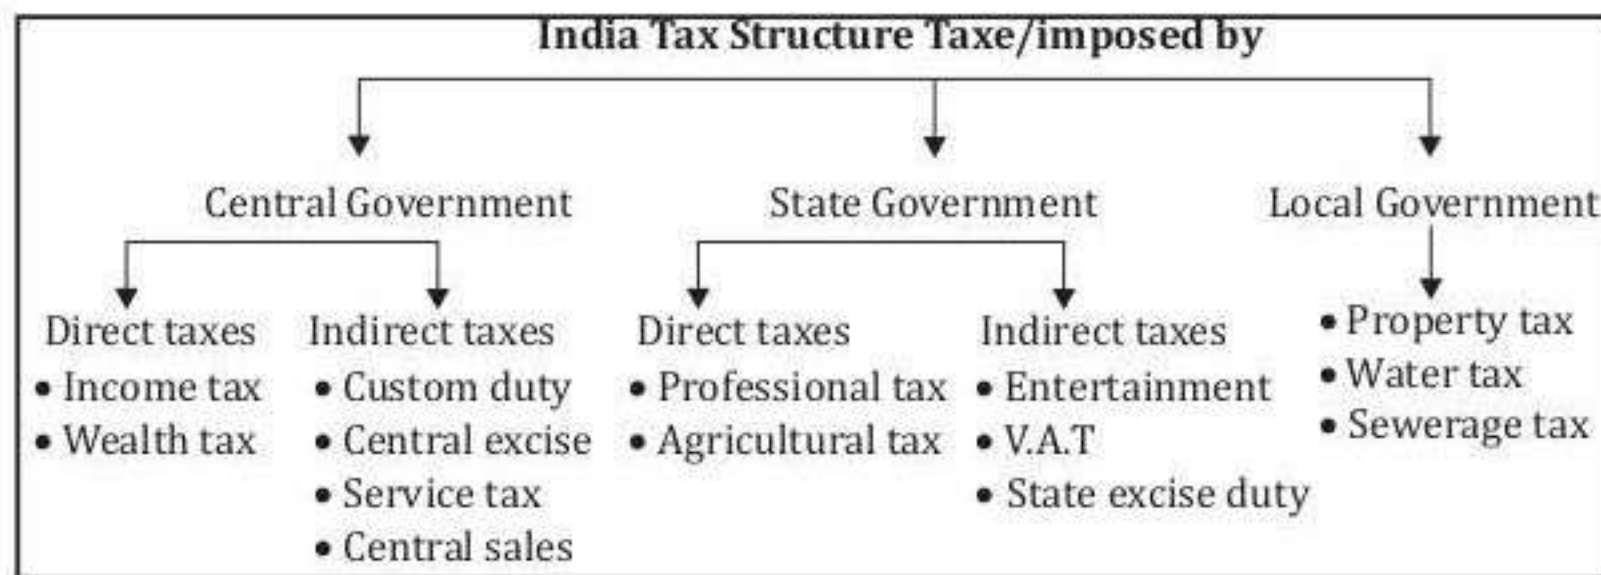 India Tax Structure Taxe/imposed by
Central Government
State Government
Local Government
Direct taxes
• Income tax
• Wealth tax
Indirect taxes
• Custom duty
• Central excise
• Service tax
• Central sales
Direct taxes
• Professional tax
• Agricultural tax
Indirect taxes
• Entertainment
• V.A.T
• State excise duty
• Property tax
• Water tax
• Sewerage tax